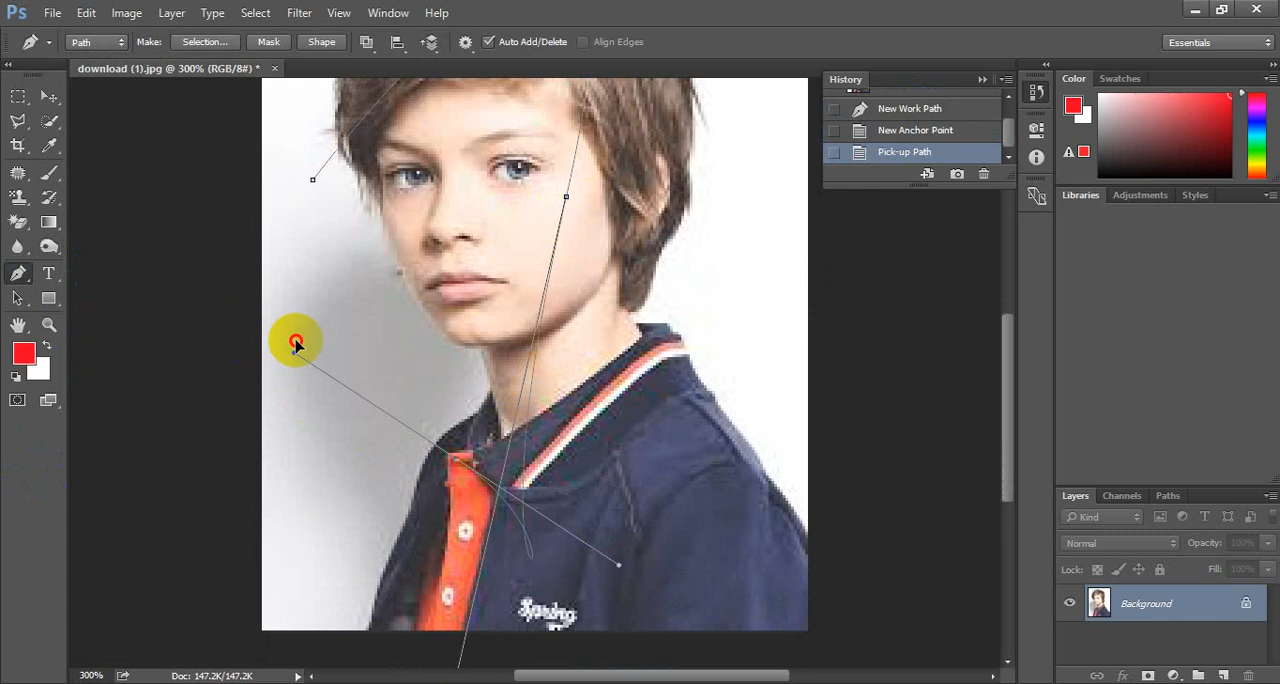 Ps File Edit Image Layer Type Select Filter View Window Help
Path Make: Selection... Mask Shape Auto Add/Delete Align Edges Essentials
download (1).jpg @ 300% (RGB/8#) *
History
New Work Path
New Anchor Point
Pick-up Path
Color Swatches
Libraries Adjustments Styles
Layers Channels Paths
Kind
Normal Opacity: 100%
Lock: Fill: 100%
Background
300% Doc: 147.2K/147.2K